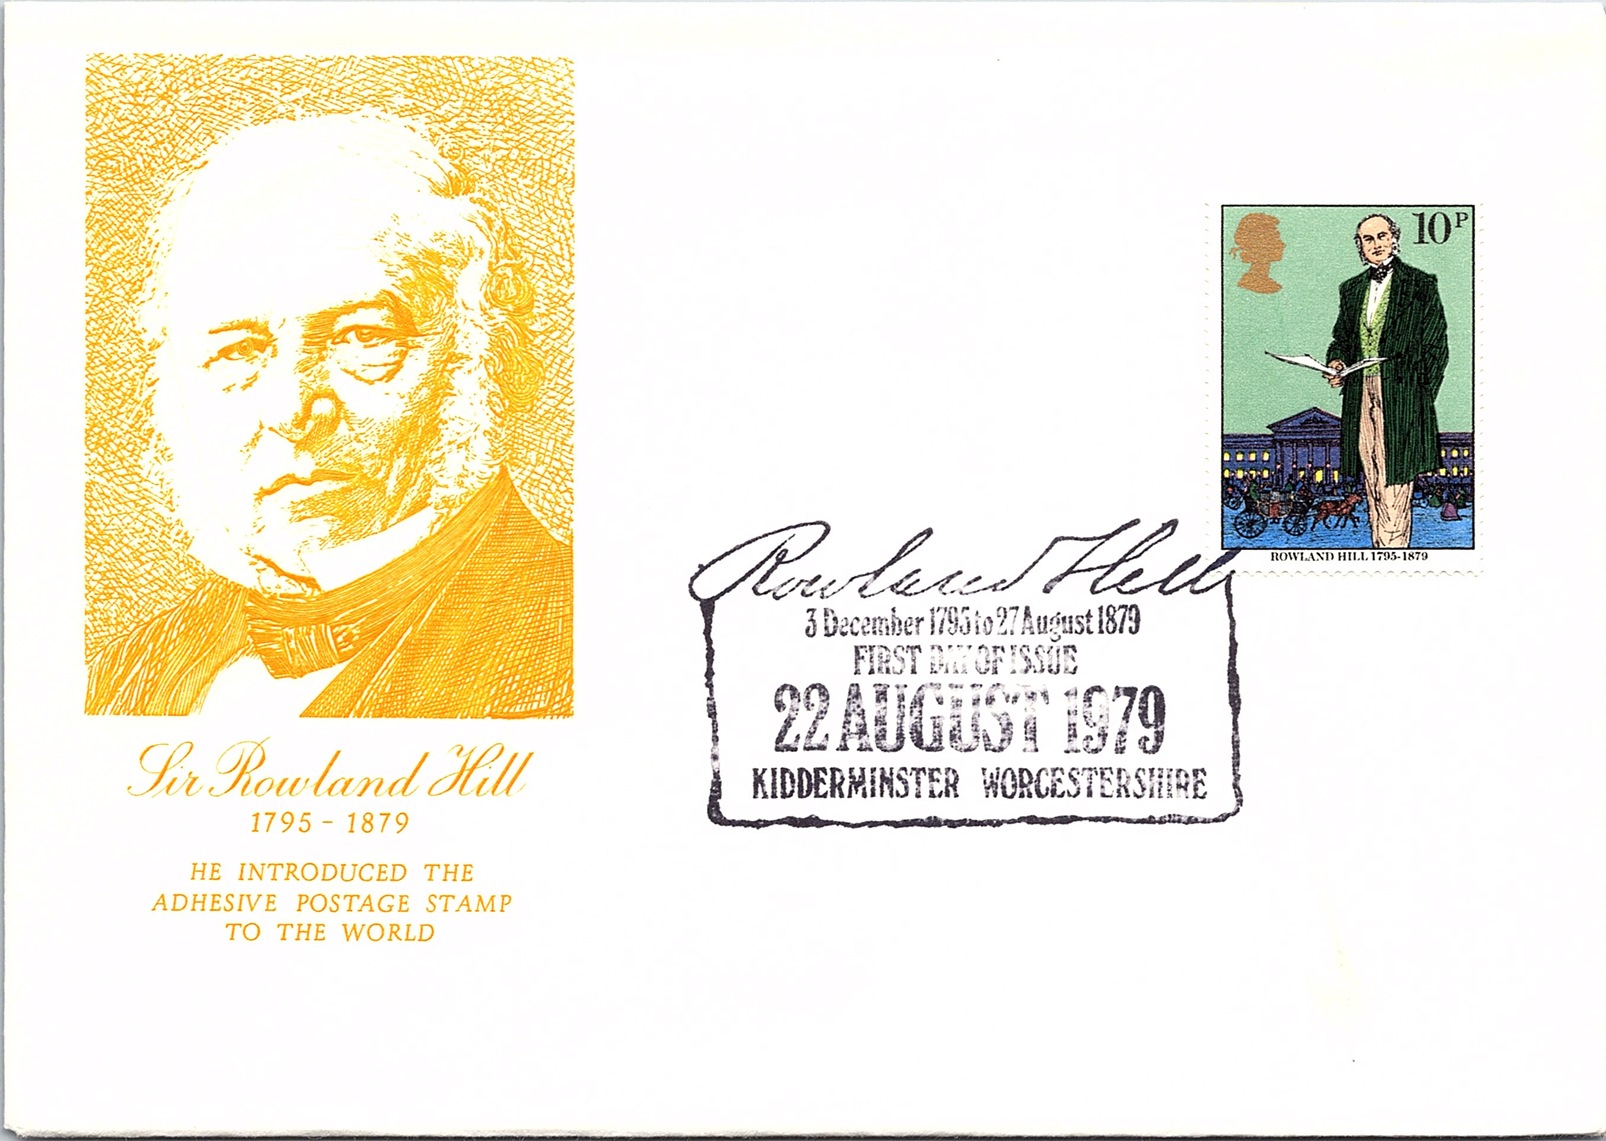 Sir Rowland Hill
1795 - 1879
HE INTRODUCED THE
ADHESIVE POSTAGE STAMP
TO THE WORLD
10P
ROWLAND HILL 1795-1879
Rowland Hill
3 December 1795 to 27 August 1879
FIRST DAY OF ISSUE
22 AUGUST 1979
KIDDERMINSTER WORCESTERSHIRE